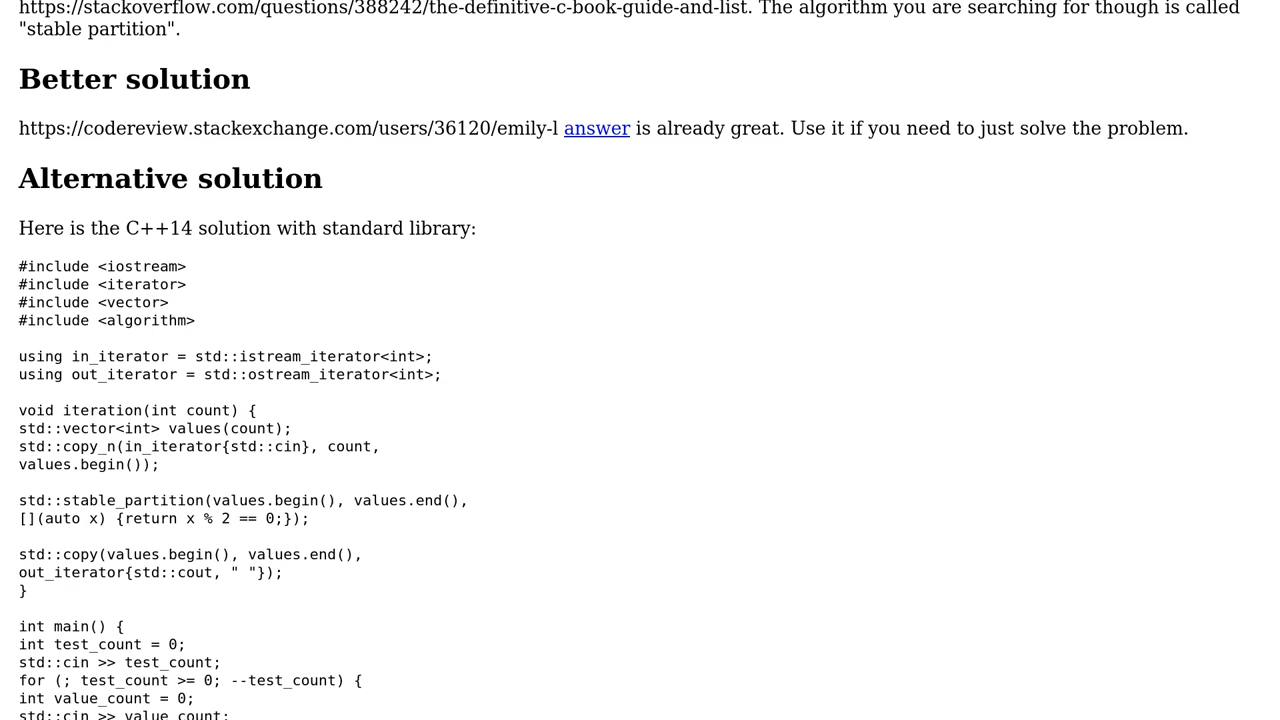 https://stackoverflow.com/questions/388242/the-definitive-c-book-guide-and-list. The algorithm you are searching for though is called
"stable partition".
Better solution
https://codereview.stackexchange.com/users/36120/emily-l answer is already great. Use it if you need to just solve the problem.
Alternative solution
Here is the C++14 solution with standard library:
#include <iostream>
#include <iterator>
#include <vector>
#include <algorithm>
using in_iterator = std::istream_iterator<int>;
using out_iterator = std::ostream_iterator<int>;
void iteration(int count) {
std::vector<int> values(count);
std::copy_n(in_iterator{std::cin}, count,
values.begin());
std::stable_partition(values.begin(), values.end(),
[](auto x) {return x % 2 == 0;});
std::copy(values.begin(), values.end(),
out_iterator{std::cout, " "});
}
int main() {
int test_count = 0;
std::cin >> test_count;
for (; test_count >= 0; --test_count) {
int value_count = 0;
std::cin >> value_count;